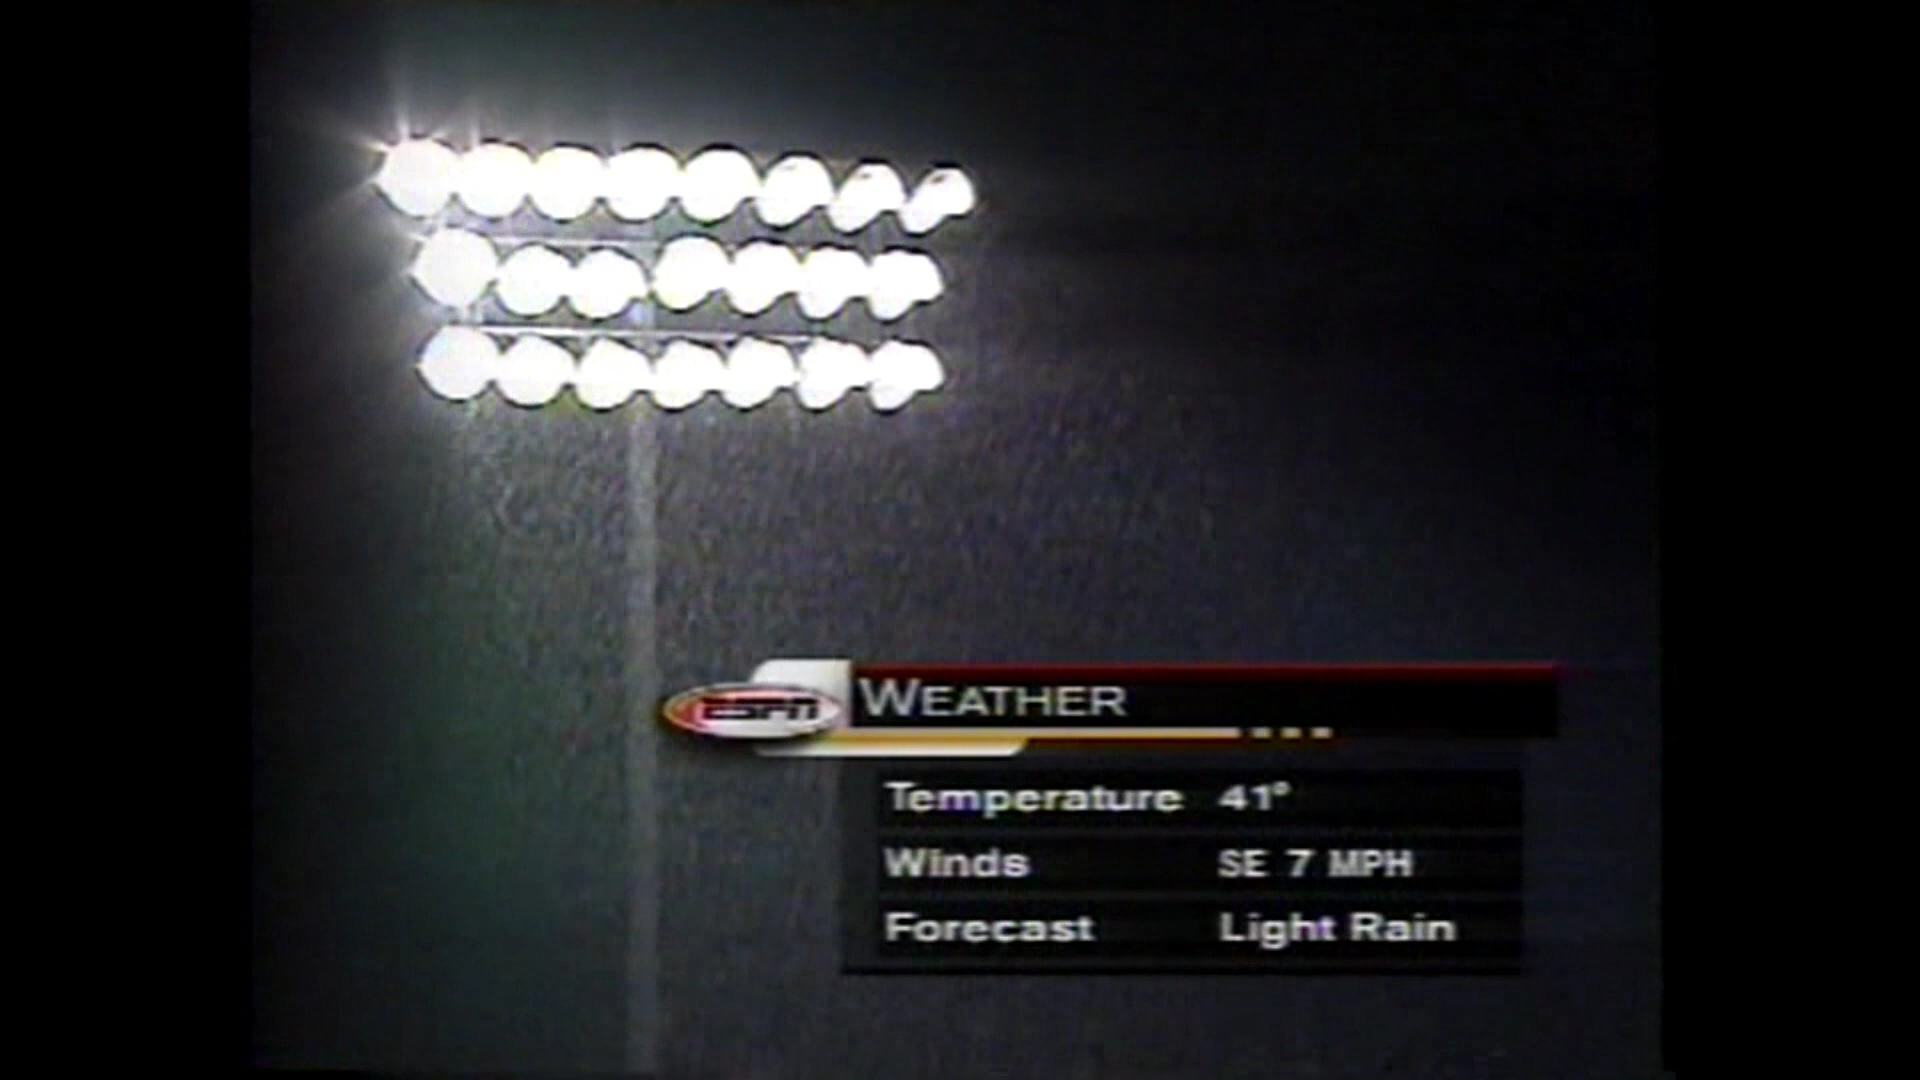 ESPN WEATHER
Temperature 41°
Winds SE 7 MPH
Forecast Light Rain